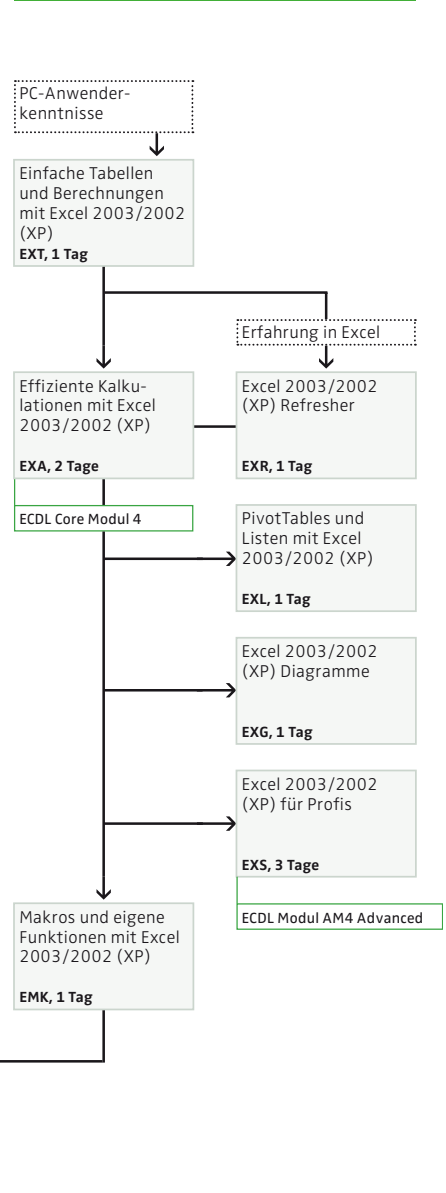 PC-Anwender-
kenntnisse
Einfache Tabellen
und Berechnungen
mit Excel 2003/2002
(XP)
EXT, 1 Tag
Erfahrung in Excel
Effiziente Kalku-
lationen mit Excel
2003/2002 (XP)
EXA, 2 Tage
Excel 2003/2002
(XP) Refresher
EXR, 1 Tag
ECDL Core Modul 4
PivotTables und
Listen mit Excel
2003/2002 (XP)
EXL, 1 Tag
Excel 2003/2002
(XP) Diagramme
EXG, 1 Tag
Excel 2003/2002
(XP) für Profis
EXS, 3 Tage
ECDL Modul AM4 Advanced
Makros und eigene
Funktionen mit Excel
2003/2002 (XP)
EMK, 1 Tag